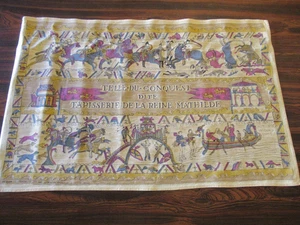 TELLE·DU·CONQUEST
DITE
TAPISSERIE DE LA REINE MATHILDE